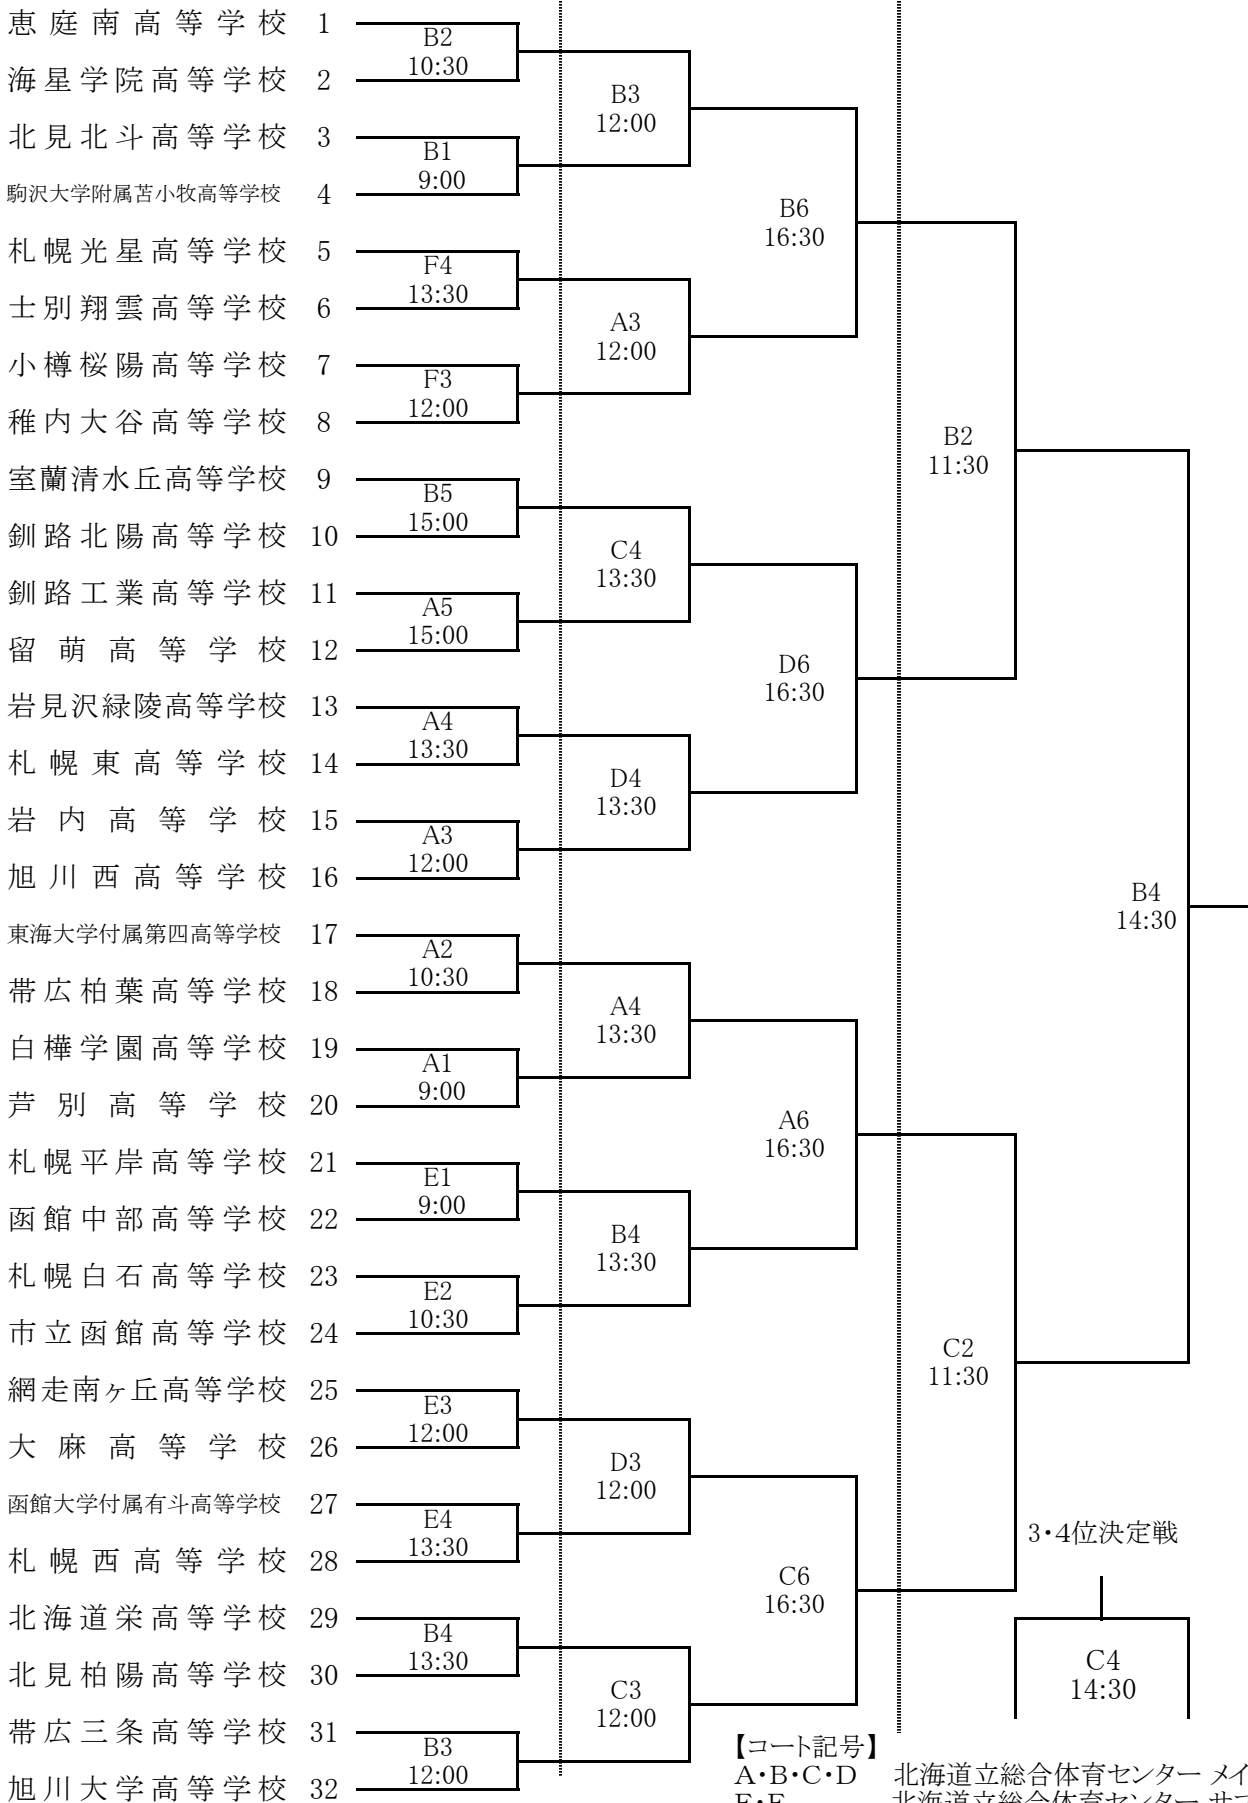 恵庭南高等学校 1
海星学院高等学校 2
北見北斗高等学校 3
駒沢大学附属苫小牧高等学校 4
札幌光星高等学校 5
士別翔雲高等学校 6
小樽桜陽高等学校 7
稚内大谷高等学校 8
室蘭清水丘高等学校 9
釧路北陽高等学校 10
釧路工業高等学校 11
留萌高等学校 12
岩見沢緑陵高等学校 13
札幌東高等学校 14
岩内高等学校 15
旭川西高等学校 16
東海大学付属第四高等学校 17
帯広柏葉高等学校 18
白樺学園高等学校 19
芦別高等学校 20
札幌平岸高等学校 21
函館中部高等学校 22
札幌白石高等学校 23
市立函館高等学校 24
網走南ヶ丘高等学校 25
大麻高等学校 26
函館大学付属有斗高等学校 27
札幌西高等学校 28
北海道栄高等学校 29
北見柏陽高等学校 30
帯広三条高等学校 31
旭川大学高等学校 32
B2
10:30
B1
9:00
F4
13:30
F3
12:00
B5
15:00
A5
15:00
A4
13:30
A3
12:00
A2
10:30
A1
9:00
E1
9:00
E2
10:30
E3
12:00
E4
13:30
B4
13:30
B3
12:00
B3
12:00
A3
12:00
C4
13:30
D4
13:30
A4
13:30
B4
13:30
D3
12:00
C3
12:00
B6
16:30
D6
16:30
A6
16:30
C6
16:30
B2
11:30
C2
11:30
B4
14:30
3・4位決定戦
C4
14:30
【コート記号】
A・B・C・D 北海道立総合体育センター メイ
E・F 北海道立総合体育センター サブ